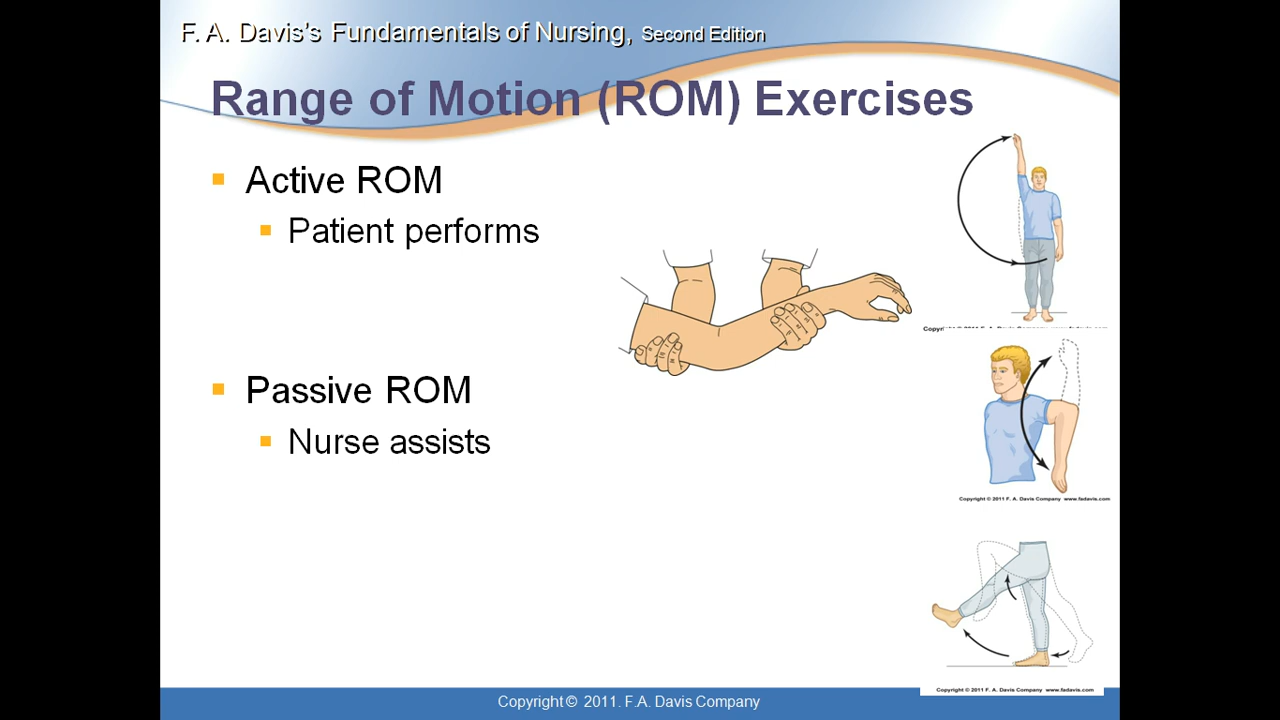 F. A. Davis's Fundamentals of Nursing, Second Edition
Range of Motion (ROM) Exercises
Active ROM
Patient performs
Passive ROM
Nurse assists
Copyright © 2011 F. A. Davis Company www.fadavis.com
Copyright © 2011 F. A. Davis Company www.fadavis.com
Copyright © 2011. F.A. Davis Company